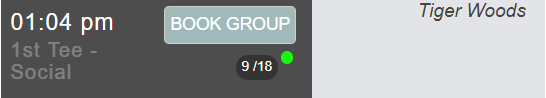 01:04 pm
BOOK GROUP
1st Tee -
Social
9 /18
Tiger Woods